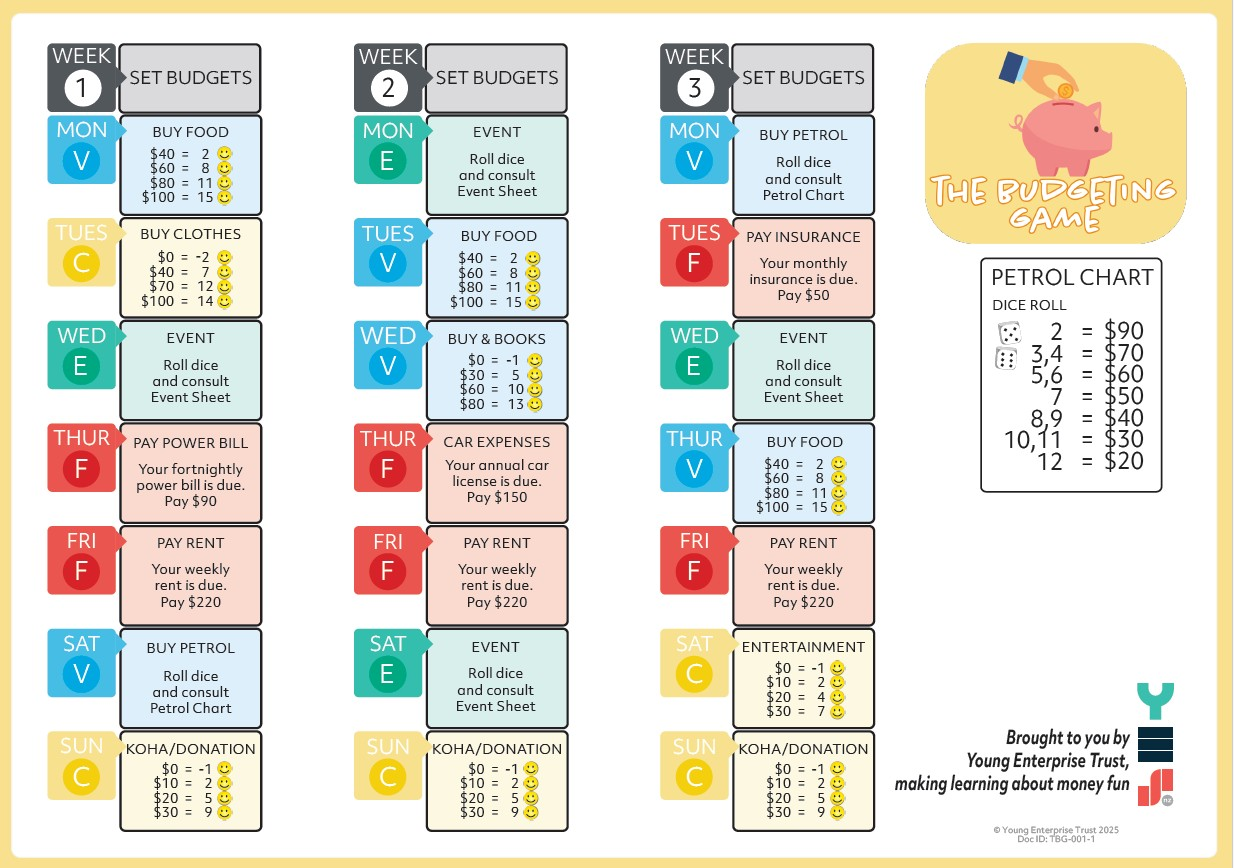 WEEK
1
SET BUDGETS
MON
V
BUY FOOD
$40 = 2
$60 = 8
$80 = 11
$100 = 15
TUES
C
BUY CLOTHES
$0 = -2
$40 = 7
$70 = 12
$100 = 14
WED
E
EVENT
Roll dice
and consult
Event Sheet
THUR
F
PAY POWER BILL
Your fortnightly
power bill is due.
Pay $90
FRI
F
PAY RENT
Your weekly
rent is due.
Pay $220
SAT
V
BUY PETROL
Roll dice
and consult
Petrol Chart
SUN
C
KOHA/DONATION
$0 = -1
$10 = 2
$20 = 5
$30 = 9
WEEK
2
SET BUDGETS
MON
E
EVENT
Roll dice
and consult
Event Sheet
TUES
V
BUY FOOD
$40 = 2
$60 = 8
$80 = 11
$100 = 15
WED
V
BUY & BOOKS
$0 = -1
$30 = 5
$60 = 10
$80 = 13
THUR
F
CAR EXPENSES
Your annual car
license is due.
Pay $150
FRI
F
PAY RENT
Your weekly
rent is due.
Pay $220
SAT
E
EVENT
Roll dice
and consult
Event Sheet
SUN
C
KOHA/DONATION
$0 = -1
$10 = 2
$20 = 5
$30 = 9
WEEK
3
SET BUDGETS
MON
V
BUY PETROL
Roll dice
and consult
Petrol Chart
TUES
F
PAY INSURANCE
Your monthly
insurance is due.
Pay $50
WED
E
EVENT
Roll dice
and consult
Event Sheet
THUR
V
BUY FOOD
$40 = 2
$60 = 8
$80 = 11
$100 = 15
FRI
F
PAY RENT
Your weekly
rent is due.
Pay $220
SAT
C
ENTERTAINMENT
$0 = -1
$10 = 2
$20 = 4
$30 = 7
SUN
C
KOHA/DONATION
$0 = -1
$10 = 2
$20 = 5
$30 = 9
$
THE BUDGETING
GAME
PETROL CHART
DICE ROLL
2 = $90
3,4 = $70
5,6 = $60
7 = $50
8,9 = $40
10,11 = $30
12 = $20
Brought to you by
Young Enterprise Trust,
making learning about money fun
nz
© Young Enterprise Trust 2025
Doc ID: TBG-001-1